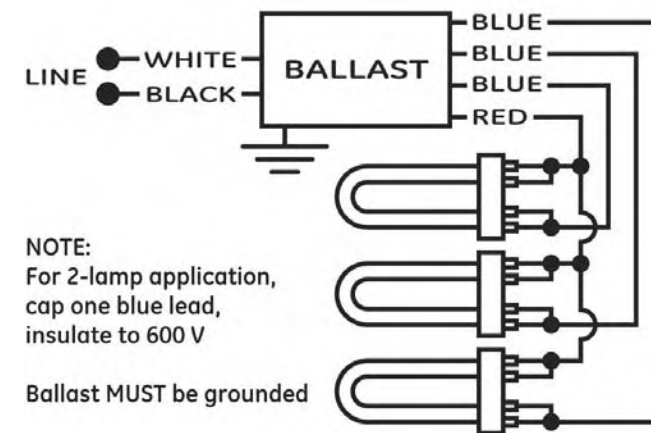 BLUE
LINE
WHITE
BLACK
BALLAST
BLUE
BLUE
RED
NOTE:
For 2-lamp application,
cap one blue lead,
insulate to 600 V
Ballast MUST be grounded